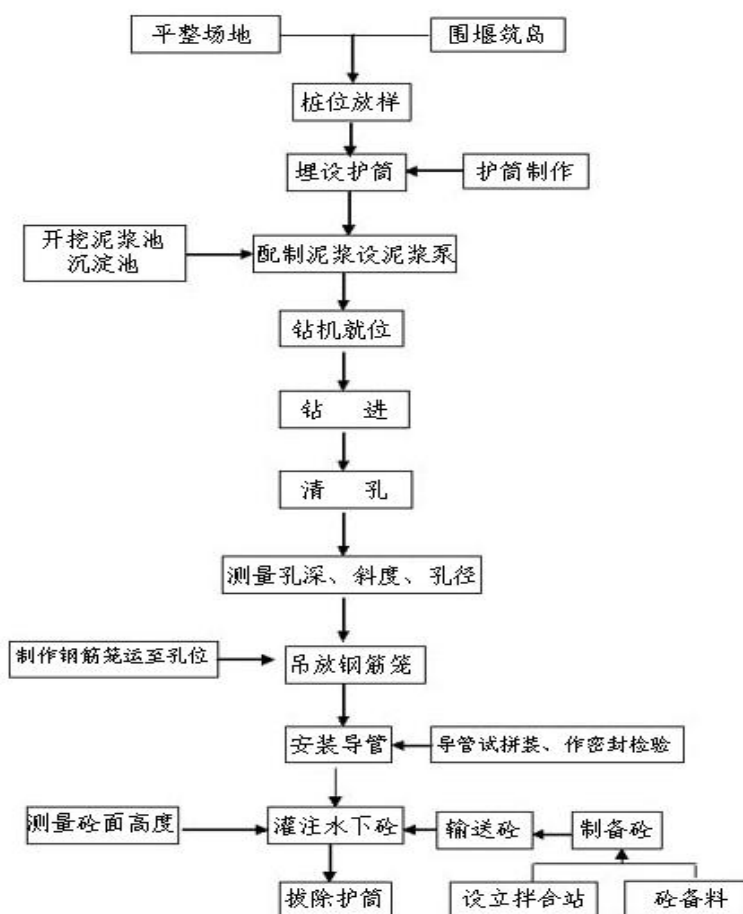 平整场地
围堰筑岛
桩位放样
埋设护筒
护筒制作
开挖泥浆池
沉淀池
配制泥浆设泥浆泵
钻机就位
钻 进
清 孔
测量孔深、斜度、孔径
制作钢筋笼运至孔位
吊放钢筋笼
安装导管
导管试拼装、作密封检验
测量砼面高度
灌注水下砼
输送砼
制备砼
拔除护筒
设立拌合站
砼备料